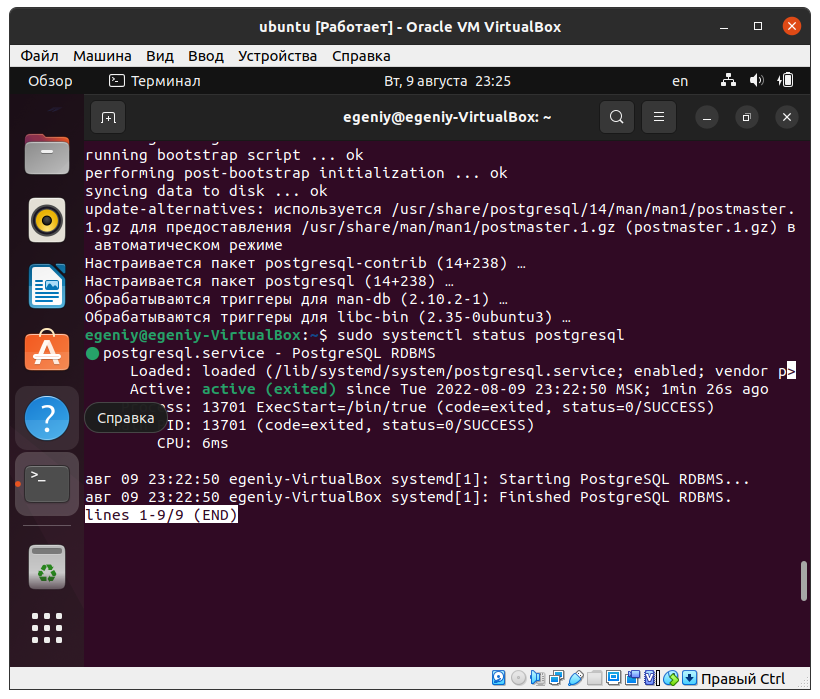 ubuntu [Работает] - Oracle VM VirtualBox
Файл Машина Вид Ввод Устройства Справка
Обзор Терминал Вт, 9 августа 23:25 en
egeniy@egeniy-VirtualBox: ~
running bootstrap script ... ok
performing post-bootstrap initialization ... ok
syncing data to disk ... ok
update-alternatives: используется /usr/share/postgresql/14/man/man1/postmaster.
1.gz для предоставления /usr/share/man/man1/postmaster.1.gz (postmaster.1.gz) в
автоматическом режиме
Настраивается пакет postgresql-contrib (14+238) …
Настраивается пакет postgresql (14+238) …
Обрабатываются триггеры для man-db (2.10.2-1) …
Обрабатываются триггеры для libc-bin (2.35-0ubuntu3) …
egeniy@egeniy-VirtualBox:~$ sudo systemctl status postgresql
● postgresql.service - PostgreSQL RDBMS
Loaded: loaded (/lib/systemd/system/postgresql.service; enabled; vendor p>
Active: active (exited) since Tue 2022-08-09 23:22:50 MSK; 1min 26s ago
ss: 13701 ExecStart=/bin/true (code=exited, status=0/SUCCESS)
Справка
ID: 13701 (code=exited, status=0/SUCCESS)
CPU: 6ms
авг 09 23:22:50 egeniy-VirtualBox systemd[1]: Starting PostgreSQL RDBMS...
авг 09 23:22:50 egeniy-VirtualBox systemd[1]: Finished PostgreSQL RDBMS.
lines 1-9/9 (END)
Правый Ctrl